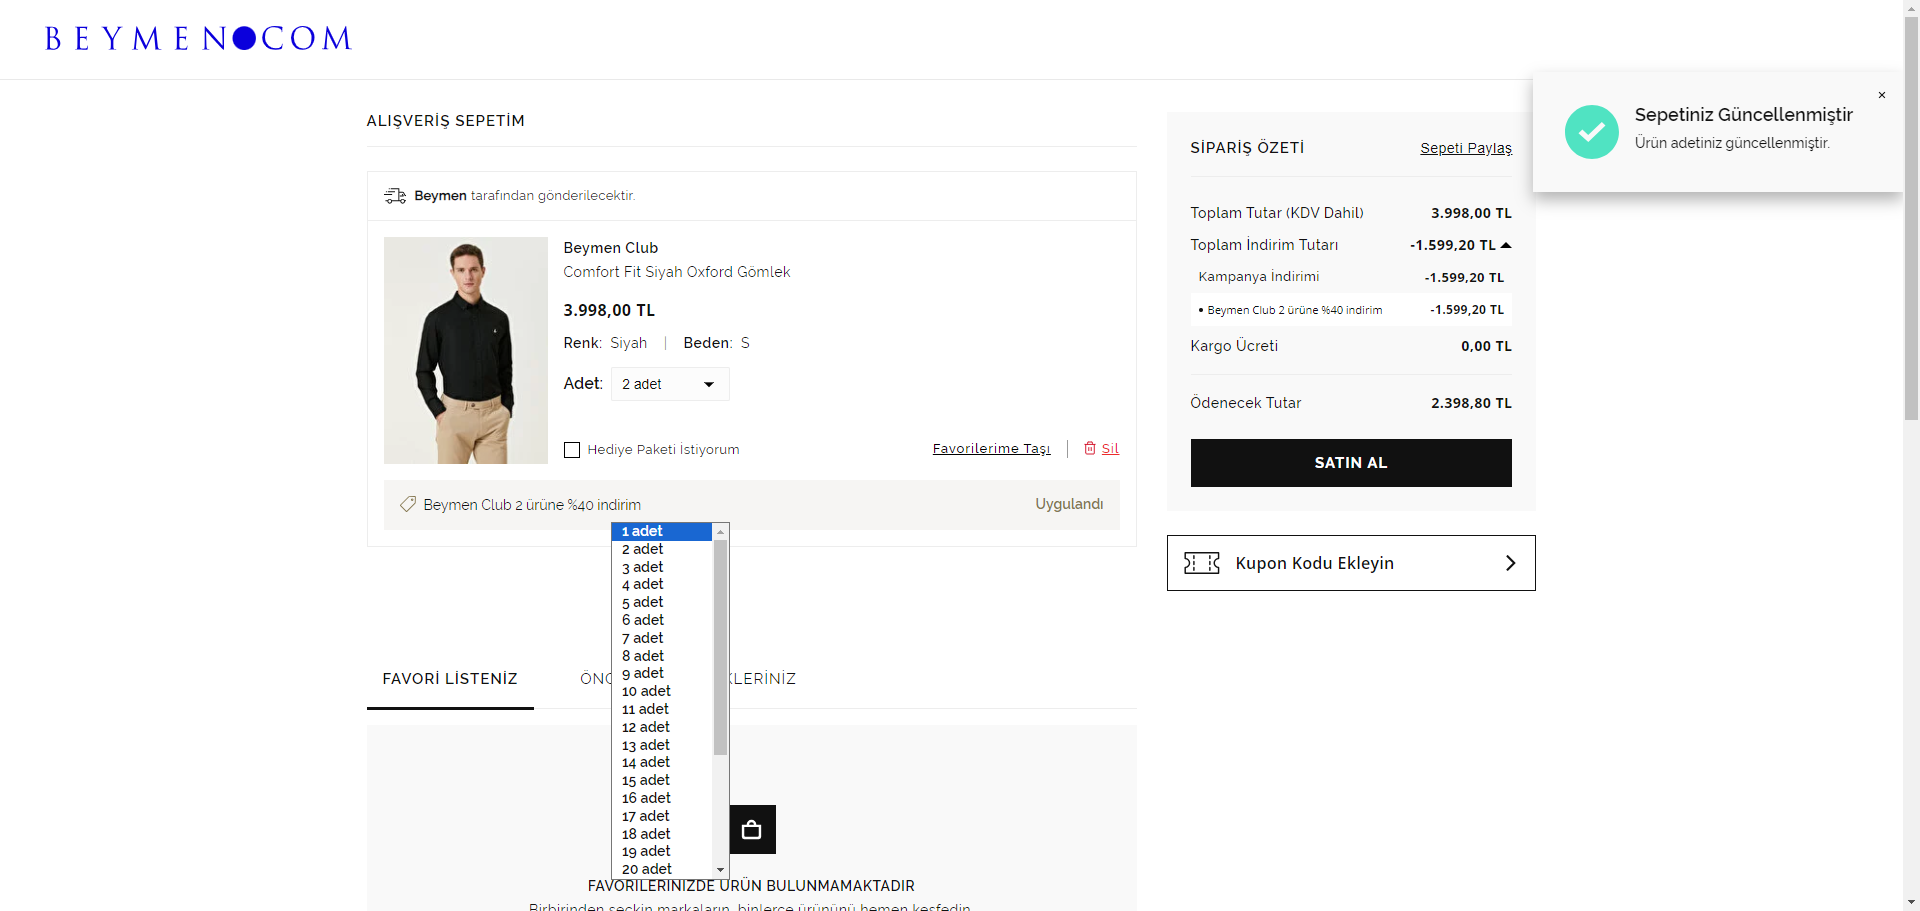 BEYMEN COM
ALIŞVERİŞ SEPETİM
Beymen tarafından gönderilecektir.
Beymen Club
Comfort Fit Siyah Oxford Gömlek
3.998,00 TL
Renk: Siyah | Beden: S
Adet: 2 adet
Hediye Paketi İstiyorum
Favorilerime Taşı | Sil
Beymen Club 2 ürüne %40 indirim
Uygulandı
1 adet
2 adet
3 adet
4 adet
5 adet
6 adet
7 adet
8 adet
9 adet
10 adet
11 adet
12 adet
13 adet
14 adet
15 adet
16 adet
17 adet
18 adet
19 adet
20 adet
FAVORİ LİSTENİZ
FAVORİLERİNİZDE ÜRÜN BULUNMAMAKTADIR
Birbirinden seçkin markaların, binlerce ürününü hemen keşfedin
SİPARİŞ ÖZETİ
Sepeti Paylaş
Toplam Tutar (KDV Dahil) 3.998,00 TL
Toplam İndirim Tutarı -1.599,20 TL
Kampanya İndirimi -1.599,20 TL
• Beymen Club 2 ürüne %40 indirim -1.599,20 TL
Kargo Ücreti 0,00 TL
Ödenecek Tutar 2.398,80 TL
SATIN AL
Kupon Kodu Ekleyin
Sepetiniz Güncellenmiştir
Ürün adetiniz güncellenmiştir.